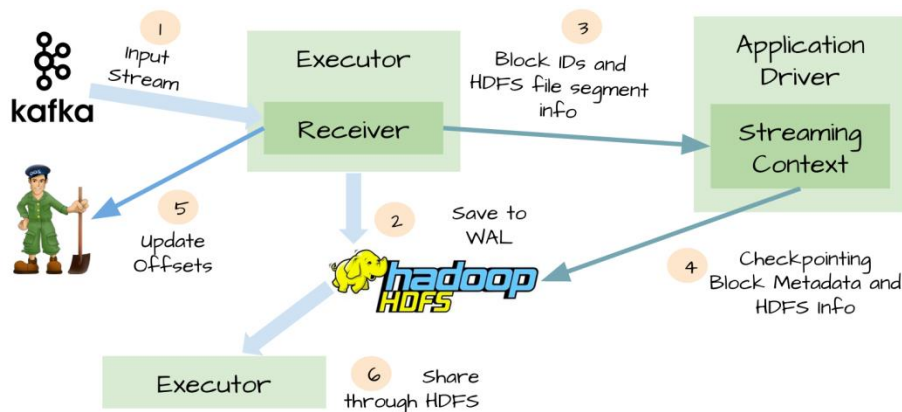 1
Input
Stream
kafka
Executor
Receiver
3
Block IDs and
HDFS file segment
info
Application
Driver
Streaming
Context
5
Update
Offsets
2
Save to
WAL
hadoop
HDFS
4
Checkpointing
Block Metadata and
HDFS Info
Executor
6
Share
through HDFS